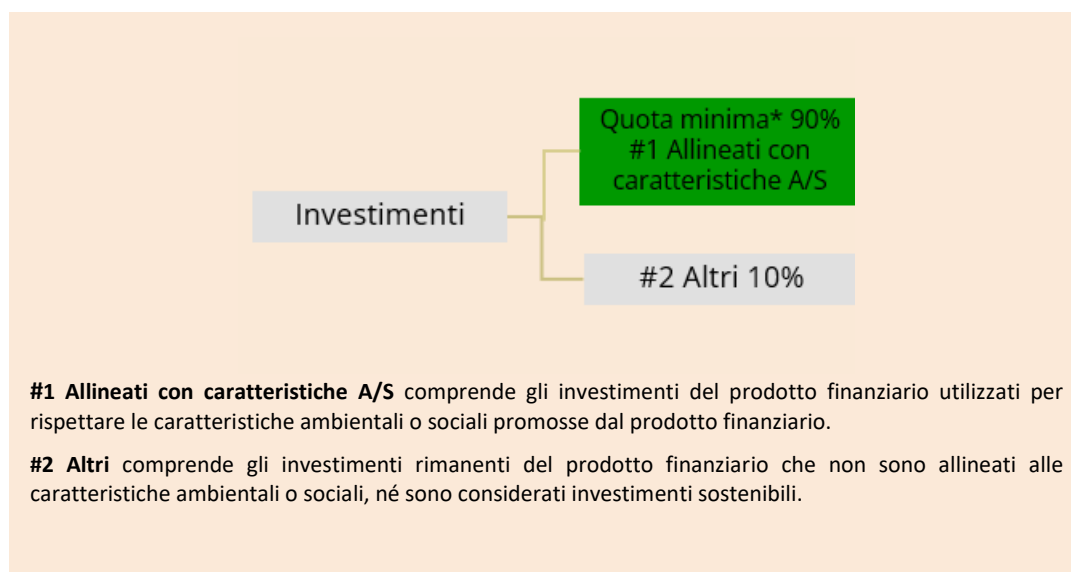 Quota minima* 90%
#1 Allineati con
caratteristiche A/S
Investimenti
#2 Altri 10%
#1 Allineati con caratteristiche A/S comprende gli investimenti del prodotto finanziario utilizzati per
rispettare le caratteristiche ambientali o sociali promosse dal prodotto finanziario.
#2 Altri comprende gli investimenti rimanenti del prodotto finanziario che non sono allineati alle
caratteristiche ambientali o sociali, né sono considerati investimenti sostenibili.